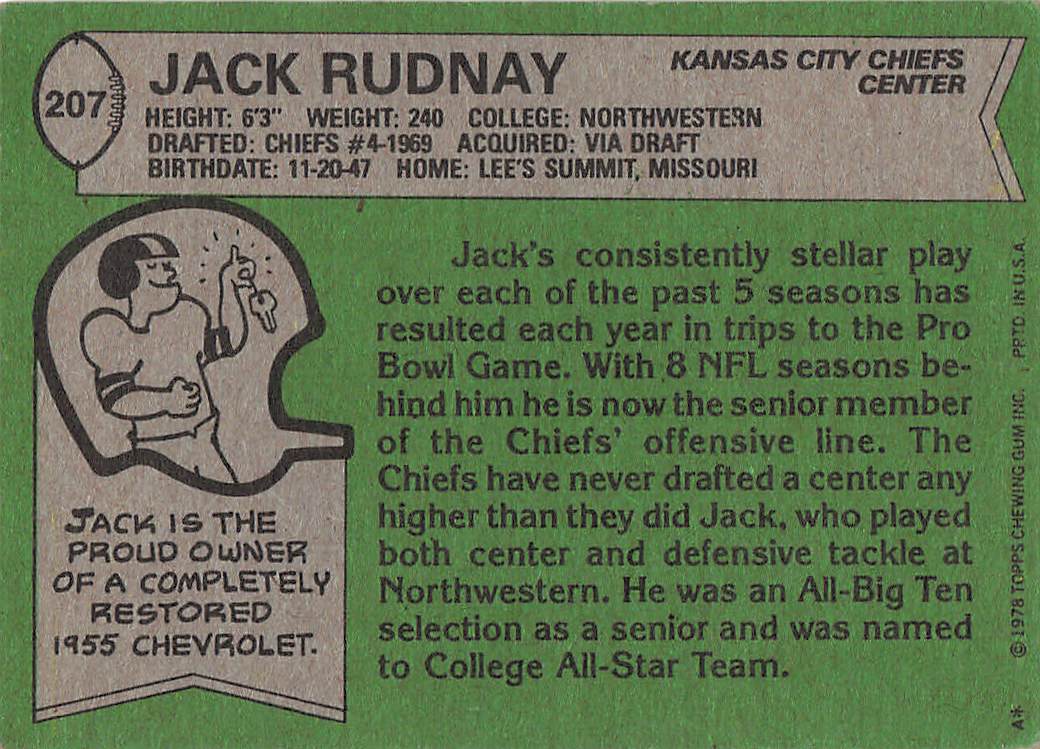 207
JACK RUDNAY
KANSAS CITY CHIEFS
CENTER
HEIGHT: 6'3" WEIGHT: 240 COLLEGE: NORTHWESTERN
DRAFTED: CHIEFS #4-1969 ACQUIRED: VIA DRAFT
BIRTHDATE: 11-20-47 HOME: LEE'S SUMMIT, MISSOURI
Jack's consistently stellar play
over each of the past 5 seasons has
resulted each year in trips to the Pro
Bowl Game. With 8 NFL seasons be-
hind him he is now the senior member
of the Chiefs' offensive line. The
Chiefs have never drafted a center any
higher than they did Jack, who played
both center and defensive tackle at
Northwestern. He was an All-Big Ten
selection as a senior and was named
to College All-Star Team.
JACK IS THE
PROUD OWNER
OF A COMPLETELY
RESTORED
1955 CHEVROLET.
A* © 1978 TOPPS CHEWING GUM INC. PRTD IN U.S.A.